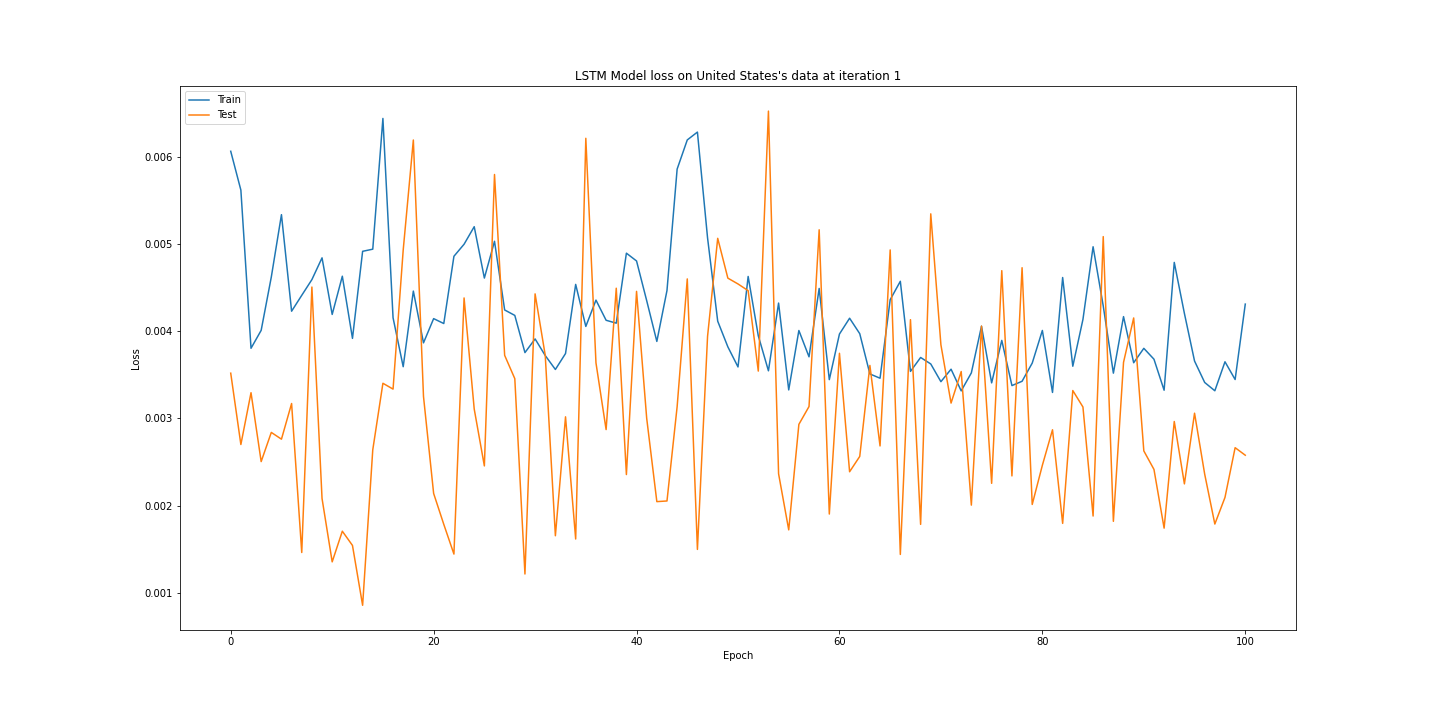 LSTM Model loss on United States's data at iteration 1
Train
Test
0.006
0.005
0.004
0.003
0.002
0.001
Loss
0 20 40 60 80 100
Epoch